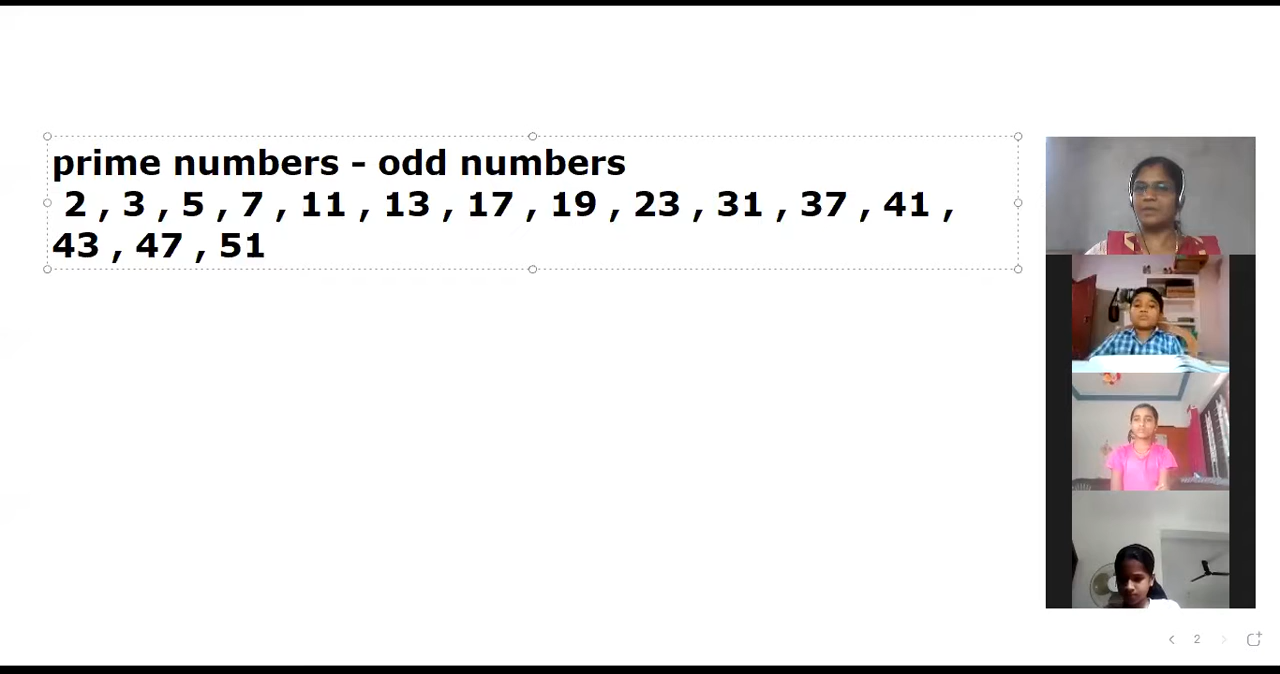 prime numbers - odd numbers
2 , 3 , 5 , 7 , 11 , 13 , 17 , 19 , 23 , 31 , 37 , 41 ,
43 , 47 , 51
2